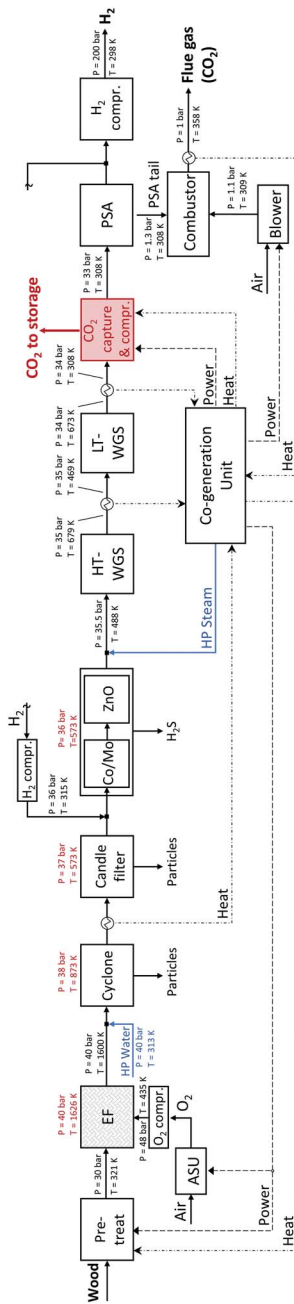 Wood
Pre-
treat
P = 30 bar
T = 321 K
P = 40 bar
T = 1626 K
EF
P = 40 bar
T = 1600 K
HP Water
P = 40 bar
T = 313 K
P = 48 bar
T = 435 K
O2 compr.
O2
Air
ASU
P = 38 bar
T = 873 K
Cyclone
Particles
P = 37 bar
T = 573 K
Candle
filter
Particles
H2
H2 compr.
P = 36 bar
T = 315 K
P= 36 bar
T=573 K
Co/Mo
ZnO
H2S
P = 35.5 bar
T = 488 K
HP Steam
HT-
WGS
P = 35 bar
T = 679 K
P = 35 bar
T = 469 K
LT-
WGS
P = 34 bar
T = 673 K
P = 34 bar
T = 308 K
CO2 to storage
CO2
capture
& compr.
P = 33 bar
T = 308 K
PSA
H2
compr.
P = 200 bar
T = 298 K
H2
PSA tail
P = 1.3 bar
T = 308 K
Combustor
P = 1 bar
T = 358 K
Flue gas
(CO2)
P = 1.1 bar
T = 309 K
Air
Blower
Co-generation
Unit
Power
Heat
Power
Heat
Heat
Power
Heat